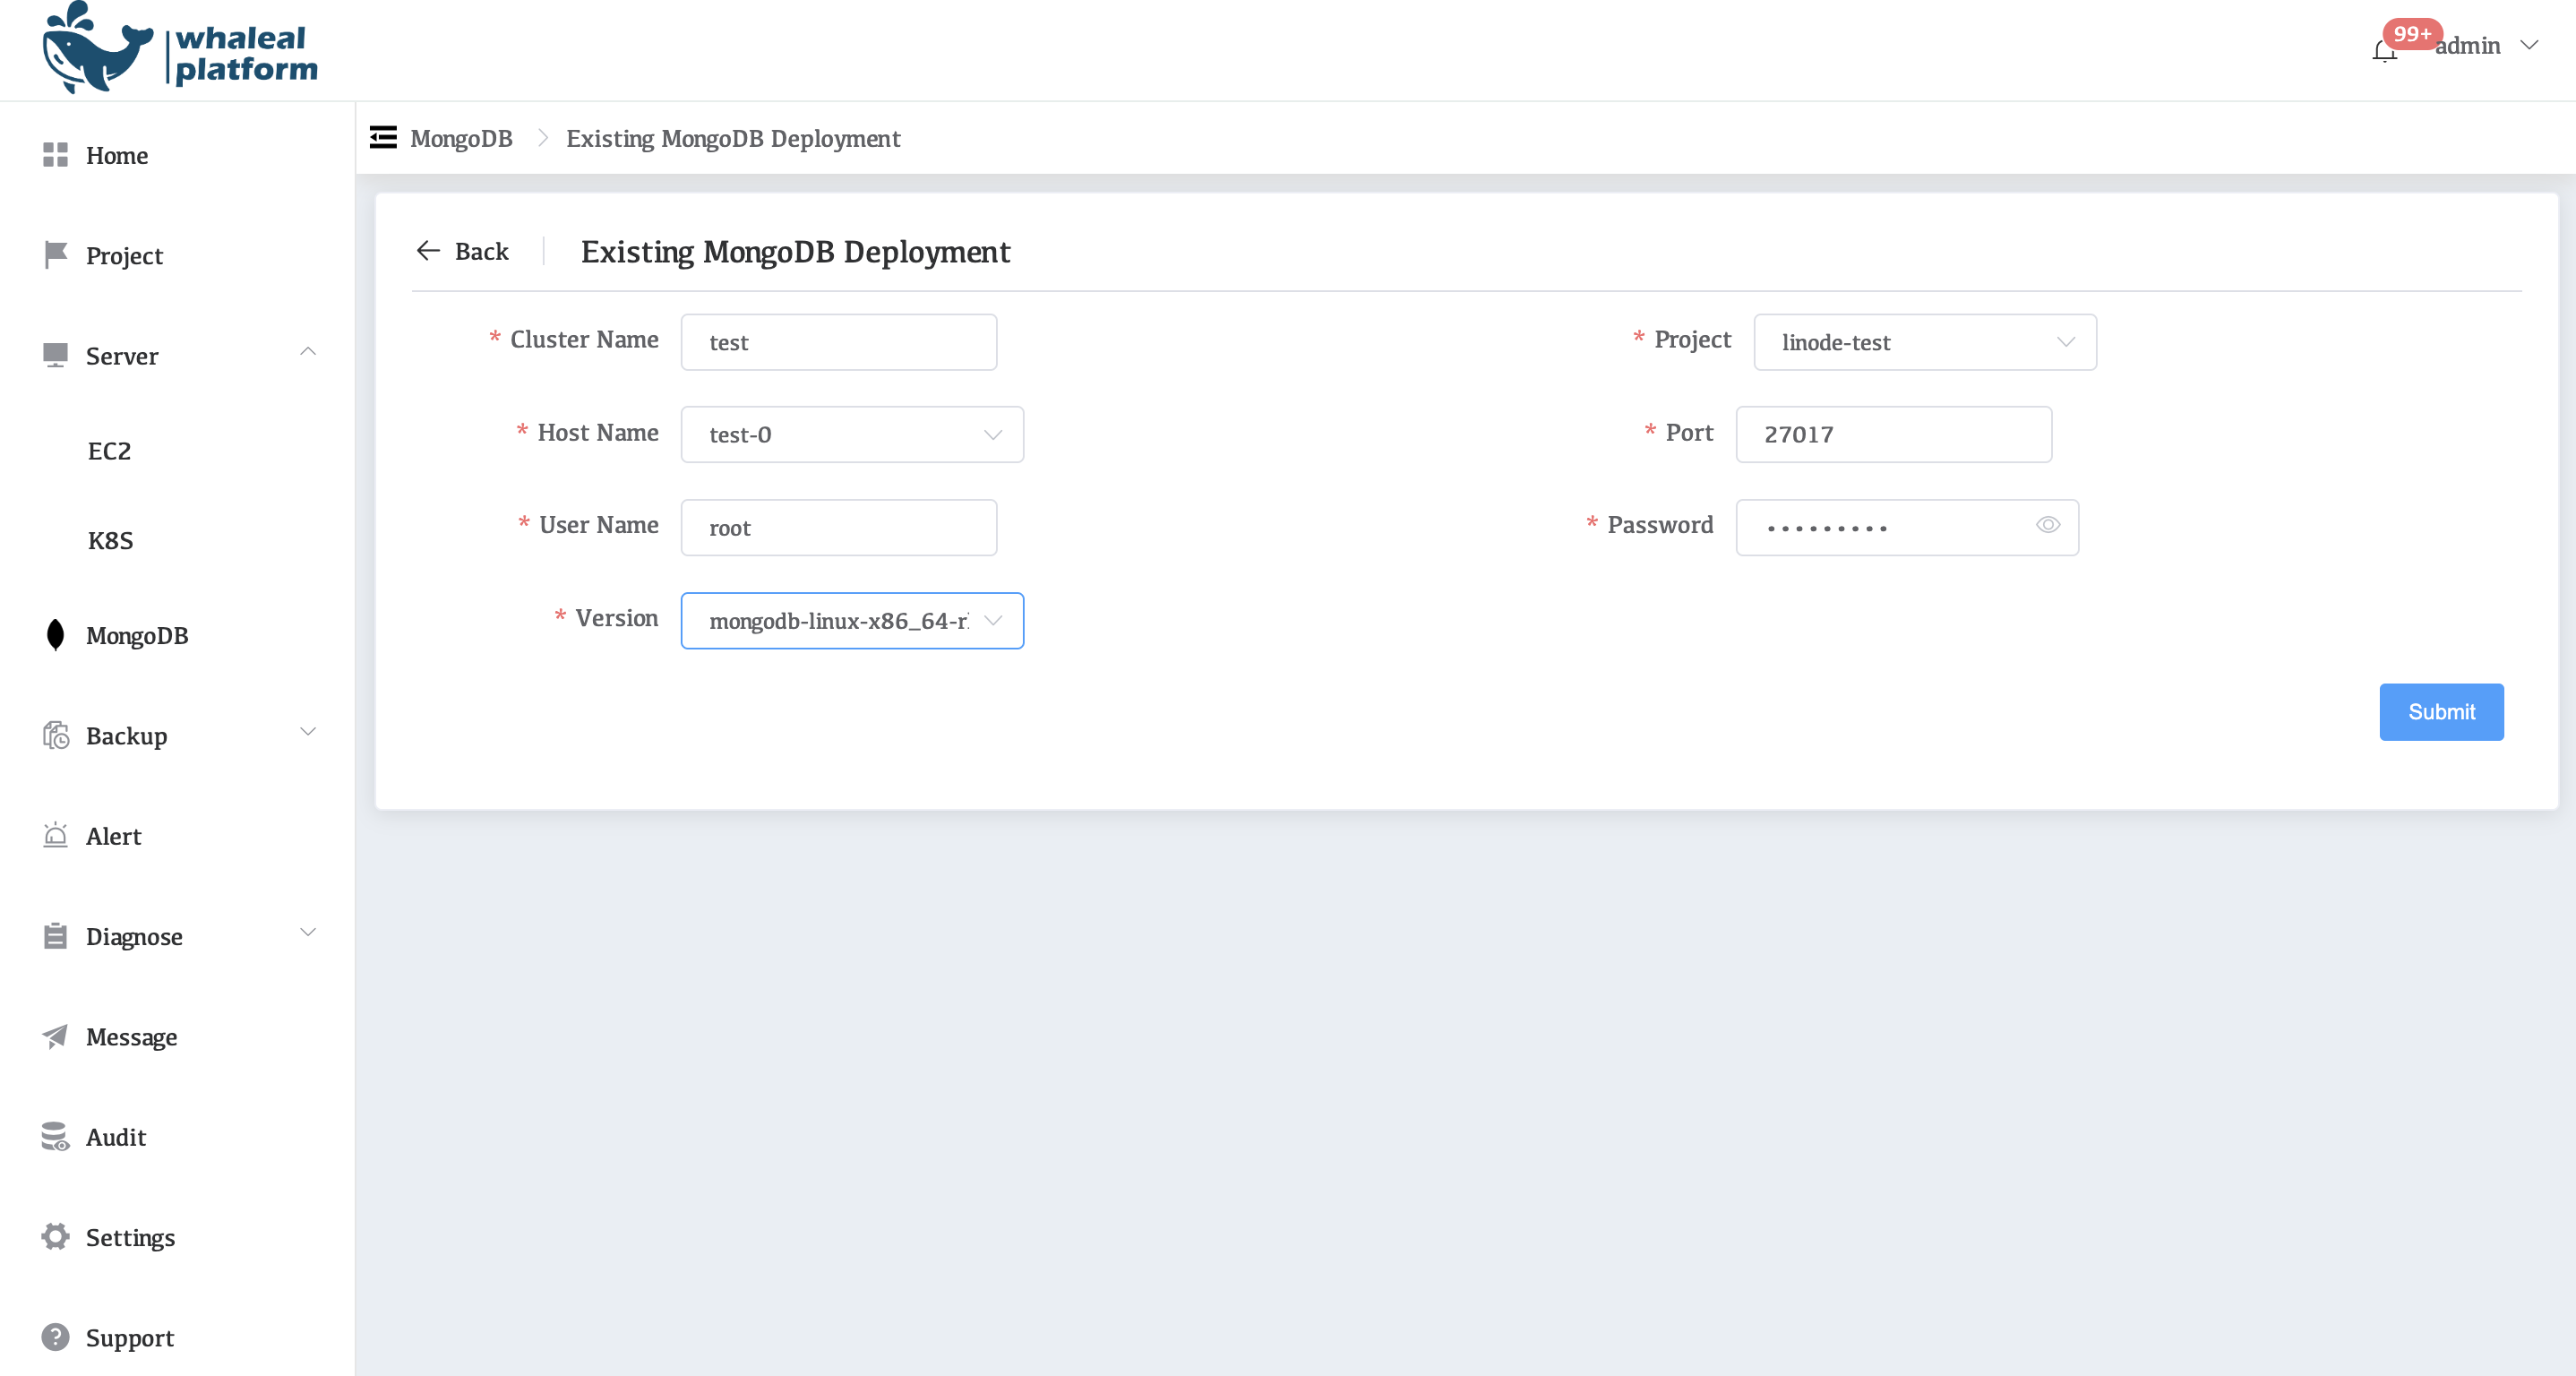 whaleal
platform
99+
admin
Home
Project
Server
EC2
K8S
MongoDB
Backup
Alert
Diagnose
Message
Audit
Settings
Support
MongoDB > Existing MongoDB Deployment
Back
Existing MongoDB Deployment
* Cluster Name test
* Project linode-test
* Host Name test-0
* Port 27017
* User Name root
* Password •••••••••
* Version mongodb-linux-x86_64-r
Submit